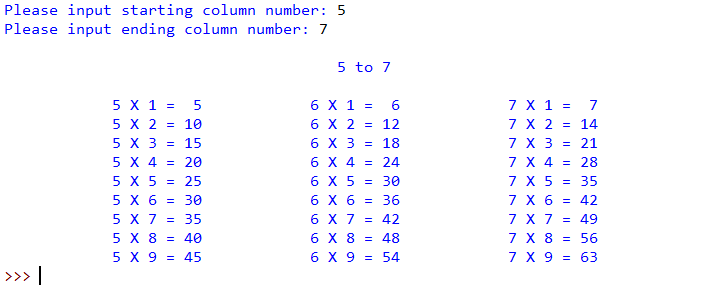 Please input starting column number: 5
Please input ending column number: 7
5 to 7
5 X 1 =  5            6 X 1 =  6            7 X 1 =  7
5 X 2 = 10            6 X 2 = 12            7 X 2 = 14
5 X 3 = 15            6 X 3 = 18            7 X 3 = 21
5 X 4 = 20            6 X 4 = 24            7 X 4 = 28
5 X 5 = 25            6 X 5 = 30            7 X 5 = 35
5 X 6 = 30            6 X 6 = 36            7 X 6 = 42
5 X 7 = 35            6 X 7 = 42            7 X 7 = 49
5 X 8 = 40            6 X 8 = 48            7 X 8 = 56
5 X 9 = 45            6 X 9 = 54            7 X 9 = 63
>>>